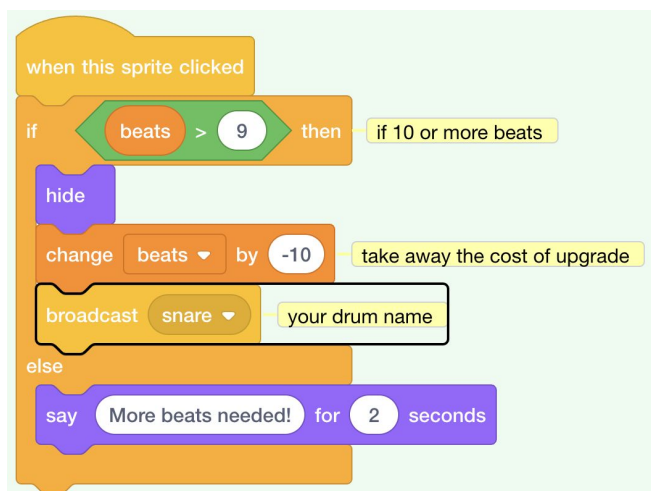 when this sprite clicked
if beats > 9 then if 10 or more beats
hide
change beats by -10 take away the cost of upgrade
broadcast snare your drum name
else
say More beats needed! for 2 seconds